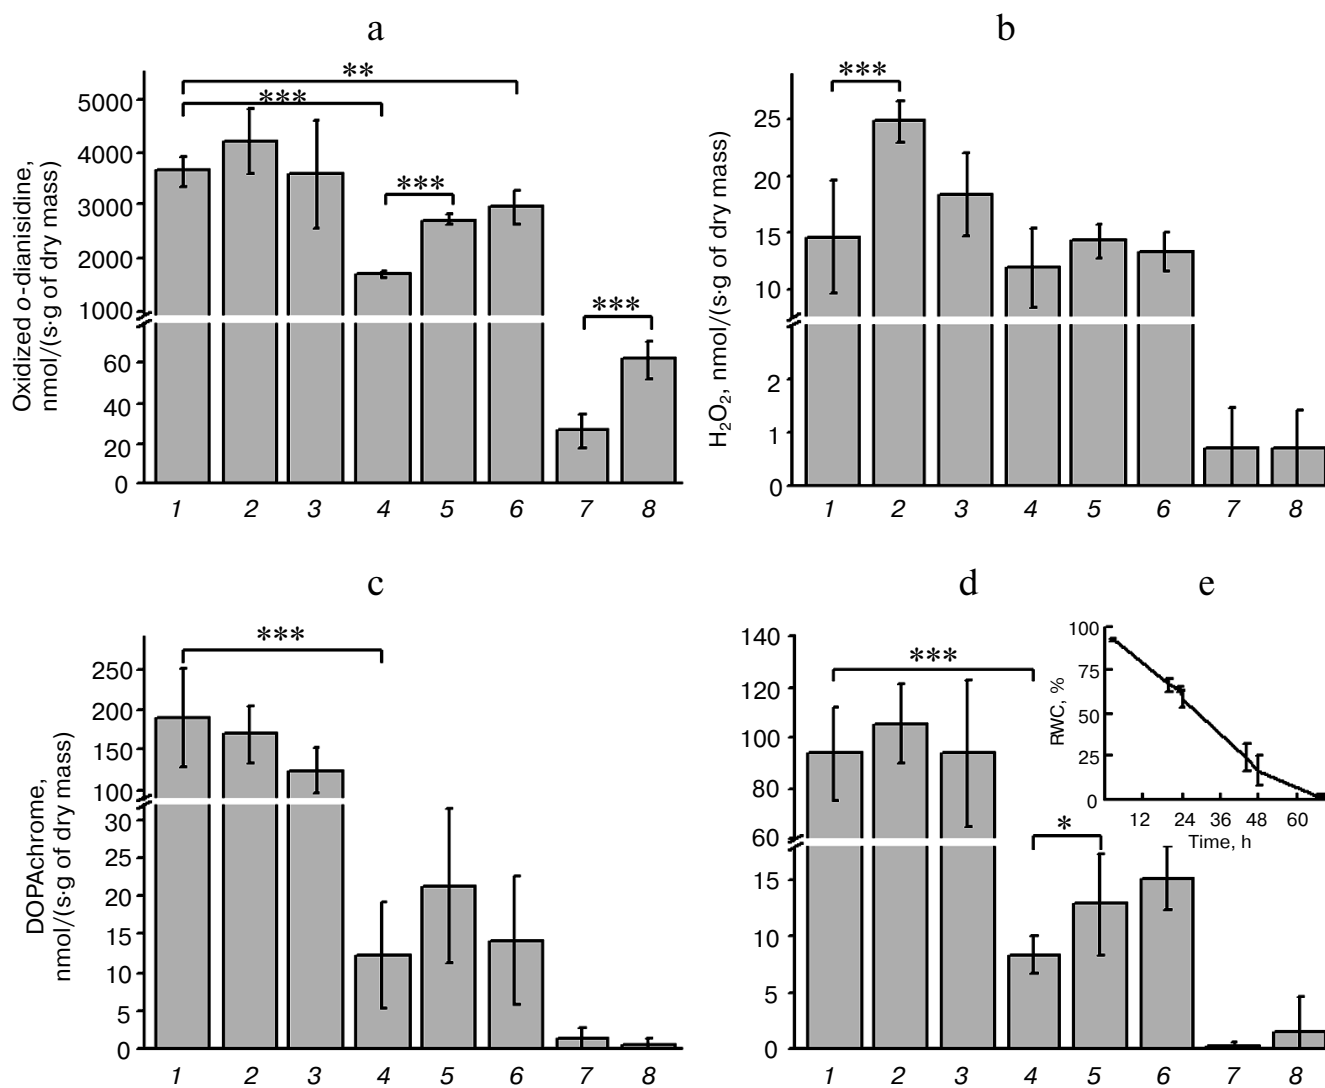 a
Oxidized o-dianisidine,
nmol/(s·g of dry mass)
5000
4000
3000
2000
1000
60
40
20
0
**
***
***
***
1 2 3 4 5 6 7 8
b
H₂O₂, nmol/(s·g of dry mass)
25
20
15
10
2
1
0
***
1 2 3 4 5 6 7 8
c
DOPAchrome,
nmol/(s·g of dry mass)
250
200
150
100
30
25
20
15
10
5
0
***
1 2 3 4 5 6 7 8
d
140
120
100
80
60
15
10
5
0
***
*
1 2 3 4 5 6 7 8
e
RWC, %
100
75
50
25
0
12 24 36 48 60
Time, h